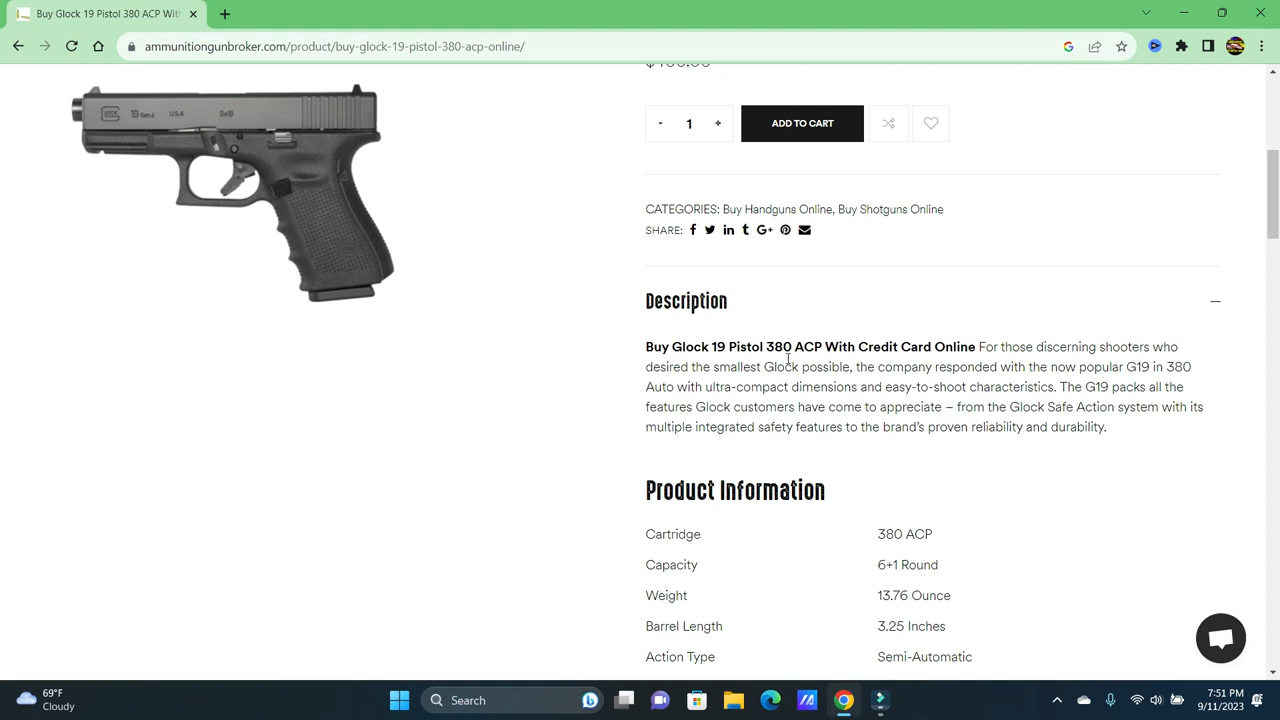 Buy Glock 19 Pistol 380 ACP With
ammunitiongunbroker.com/product/buy-glock-19-pistol-380-acp-online/
GLOCK 19 Gen4 U.S.A. 9x19
- 1 +
ADD TO CART
CATEGORIES: Buy Handguns Online, Buy Shotguns Online
SHARE:
Description
Buy Glock 19 Pistol 380 ACP With Credit Card Online For those discerning shooters who
desired the smallest Glock possible, the company responded with the now popular G19 in 380
Auto with ultra-compact dimensions and easy-to-shoot characteristics. The G19 packs all the
features Glock customers have come to appreciate – from the Glock Safe Action system with its
multiple integrated safety features to the brand's proven reliability and durability.
Product Information
Cartridge 380 ACP
Capacity 6+1 Round
Weight 13.76 Ounce
Barrel Length 3.25 Inches
Action Type Semi-Automatic
69°F
Cloudy
Search
7:51 PM
9/11/2023